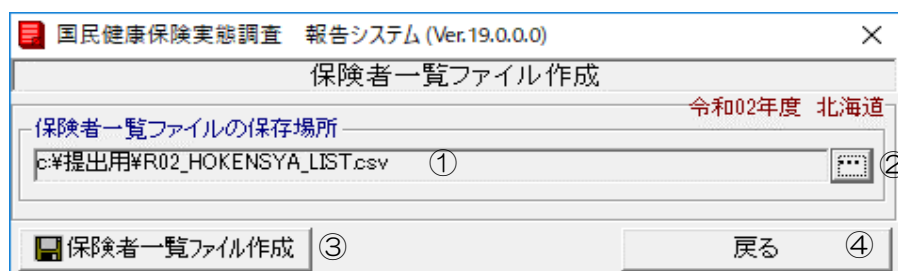 国民健康保険実態調査　報告システム (Ver.19.0.0.0)
保険者一覧ファイル作成
令和02年度　北海道
保険者一覧ファイルの保存場所
c:¥提出用¥R02_HOKENSYA_LIST.csv ① ... ②
保険者一覧ファイル作成 ③ 戻る ④